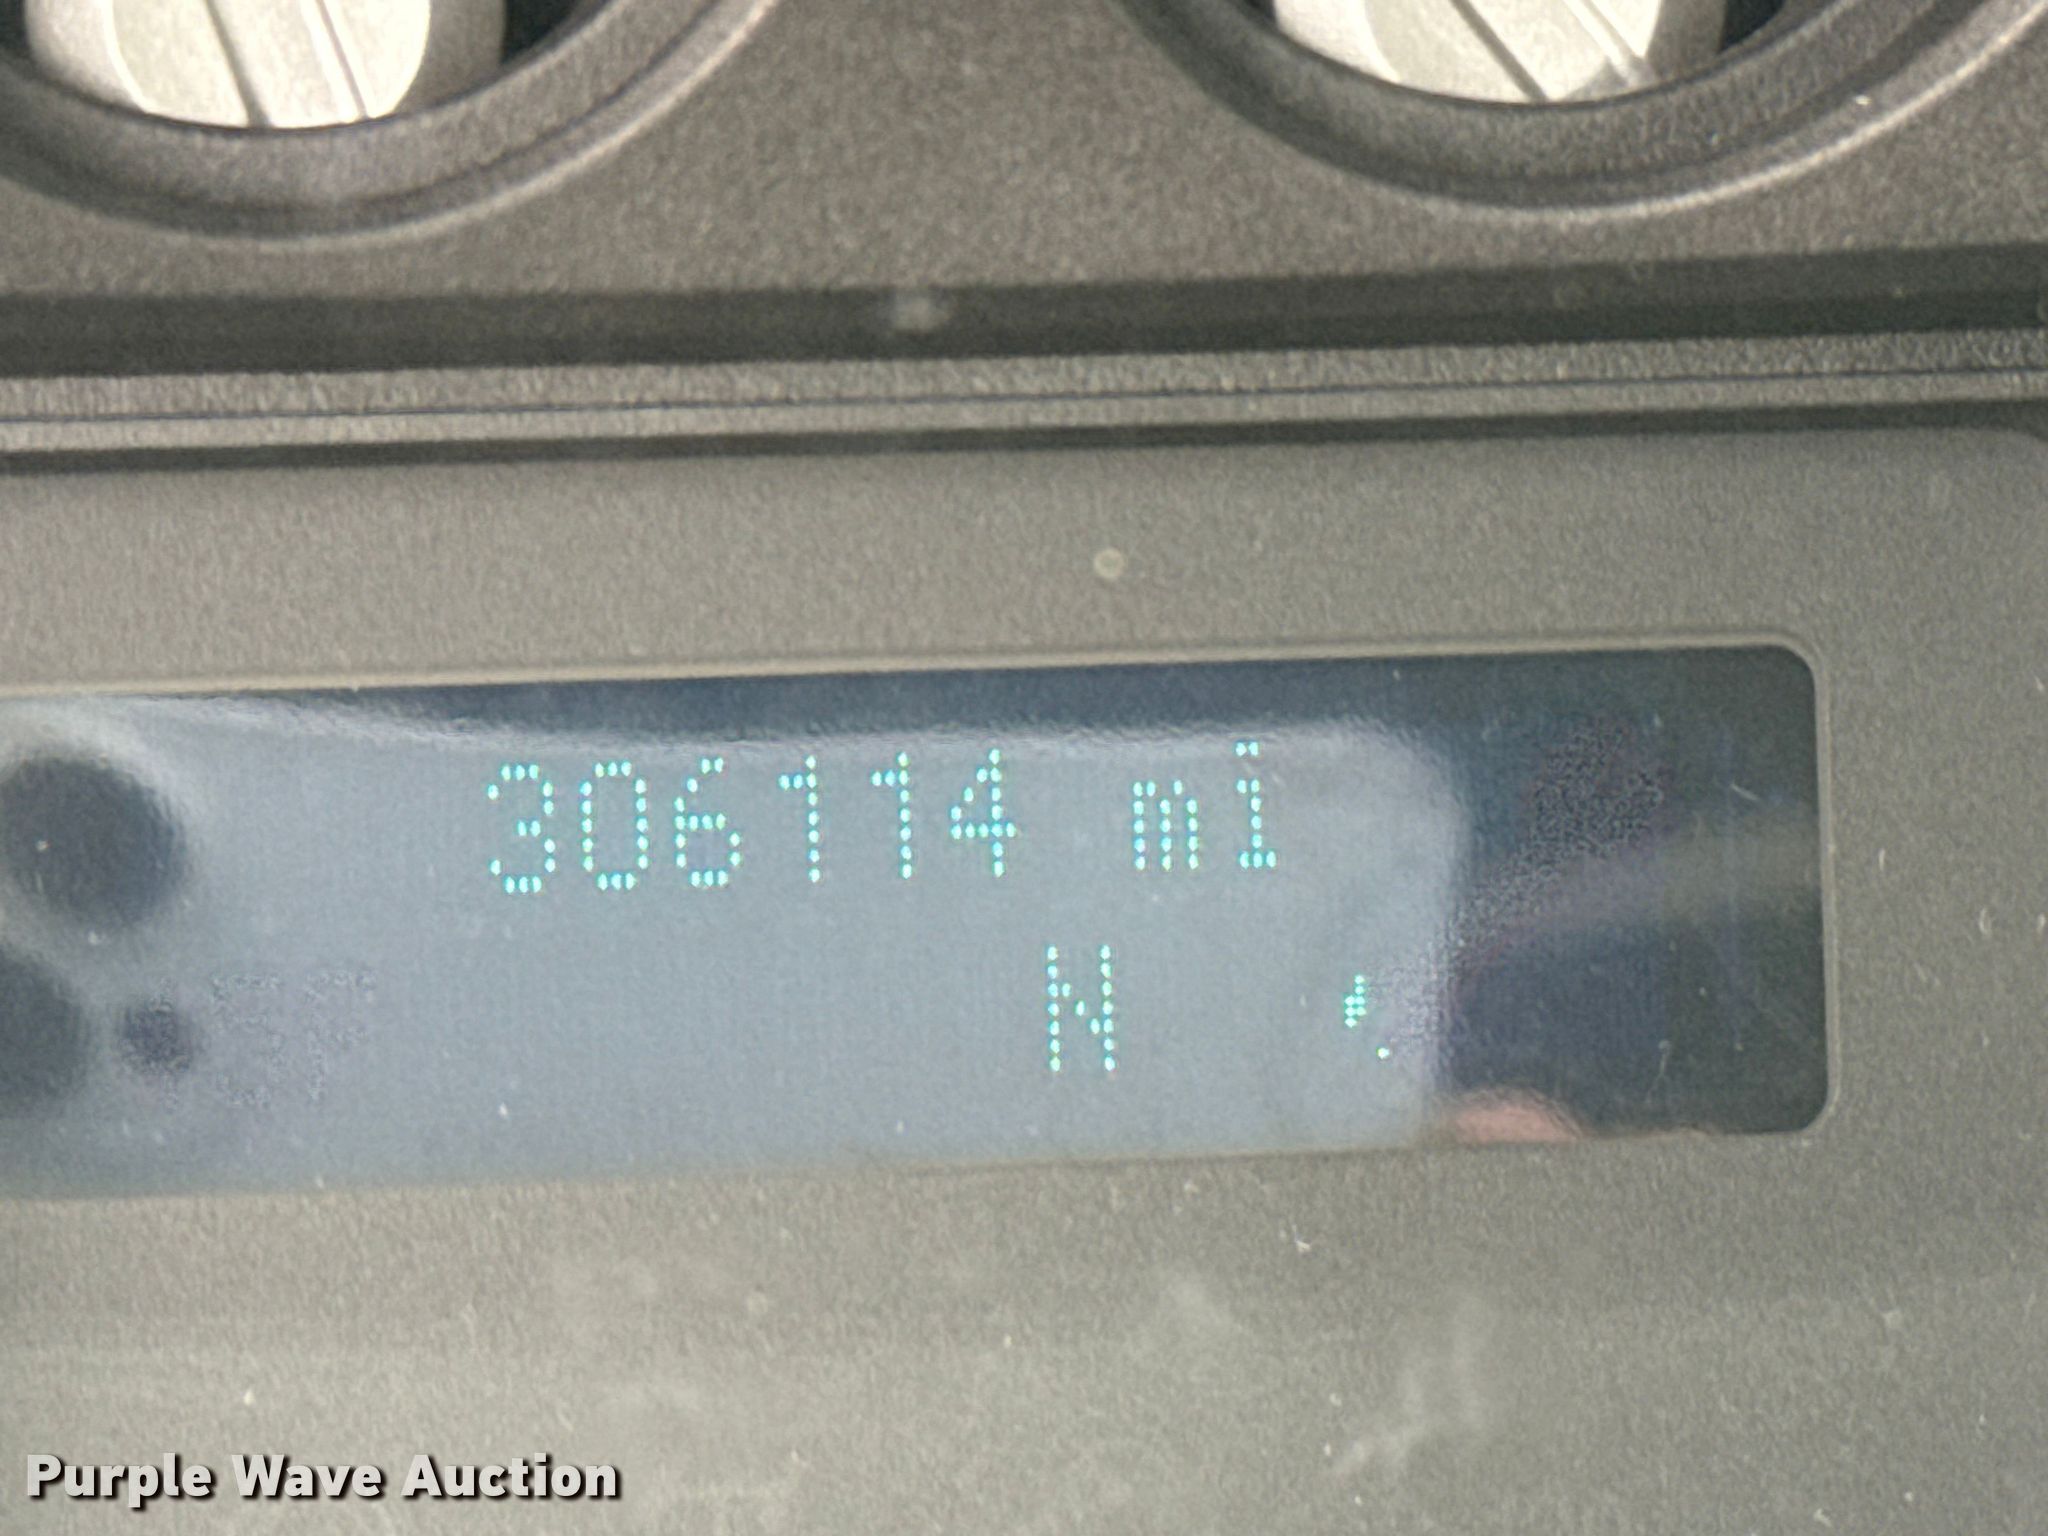 306114 mi
N
Purple Wave Auction